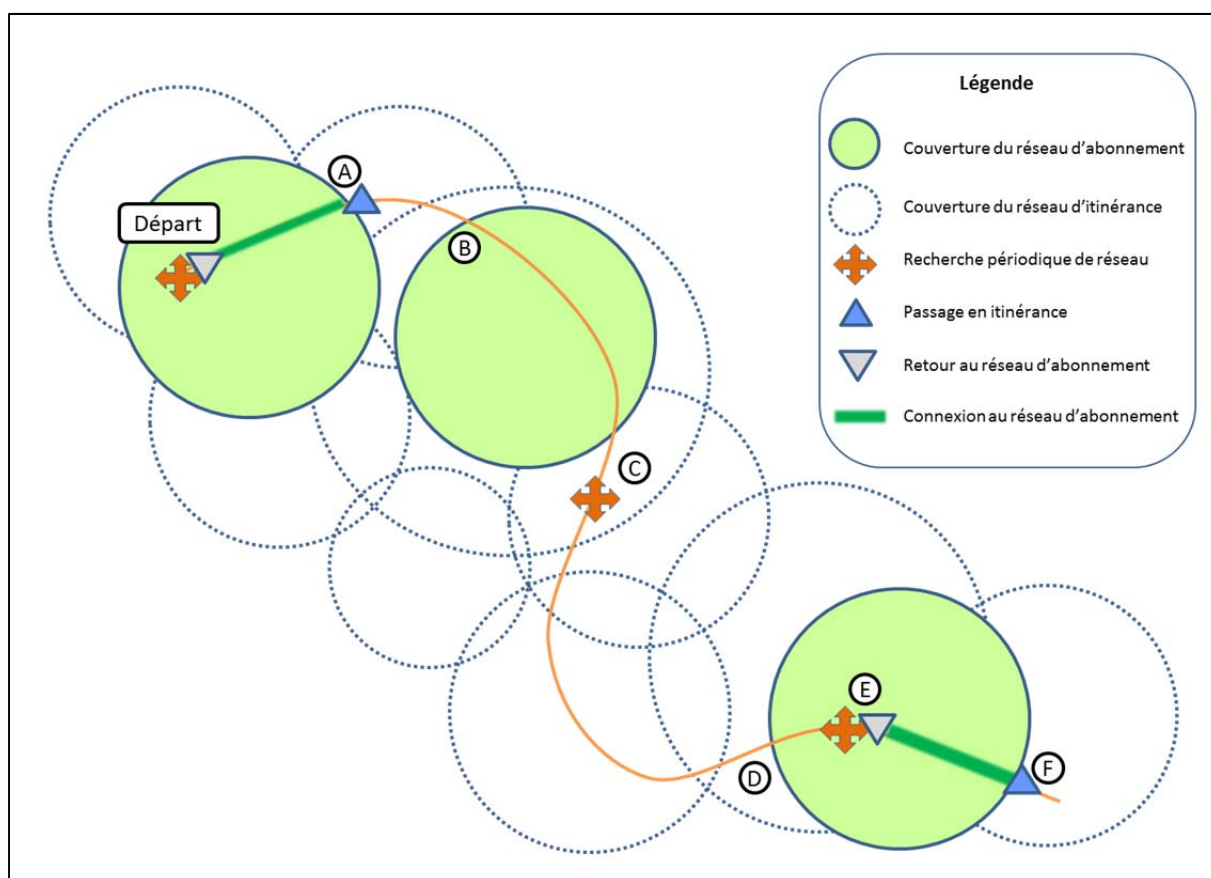 Légende
Couverture du réseau d'abonnement
Couverture du réseau d'itinérance
Recherche périodique de réseau
Passage en itinérance
Retour au réseau d'abonnement
Connexion au réseau d'abonnement
Départ
A
B
C
D
E
F